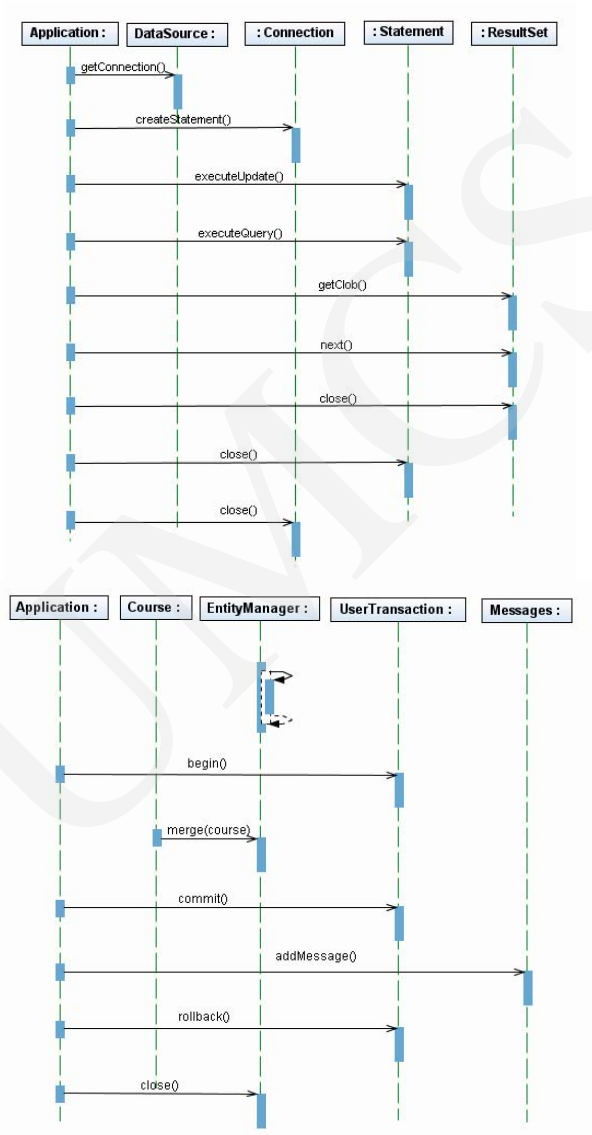 Application : DataSource : : Connection : Statement : ResultSet
getConnection()
createStatement()
executeUpdate()
executeQuery()
getClob()
next()
close()
close()
close()
Application : Course : EntityManager : UserTransaction : Messages :
begin()
merge(course)
commit()
addMessage()
rollback()
close()
UMCS